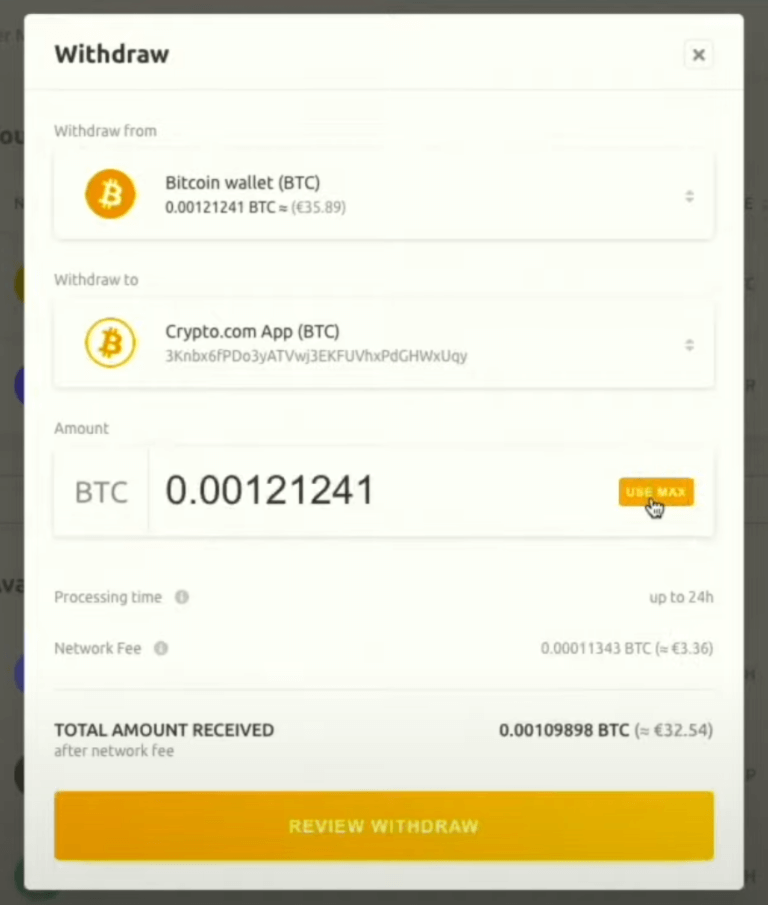 Withdraw
Withdraw from
Bitcoin wallet (BTC)
0.00121241 BTC ≈ (€35.89)
Withdraw to
Crypto.com App (BTC)
3Knbx6fPDo3yATVwj3EKFUVhxPdGHWxUqy
Amount
BTC 0.00121241 USE MAX
Processing time up to 24h
Network Fee 0.00011343 BTC (≈ €3.36)
TOTAL AMOUNT RECEIVED 0.00109898 BTC (≈ €32.54)
after network fee
REVIEW WITHDRAW